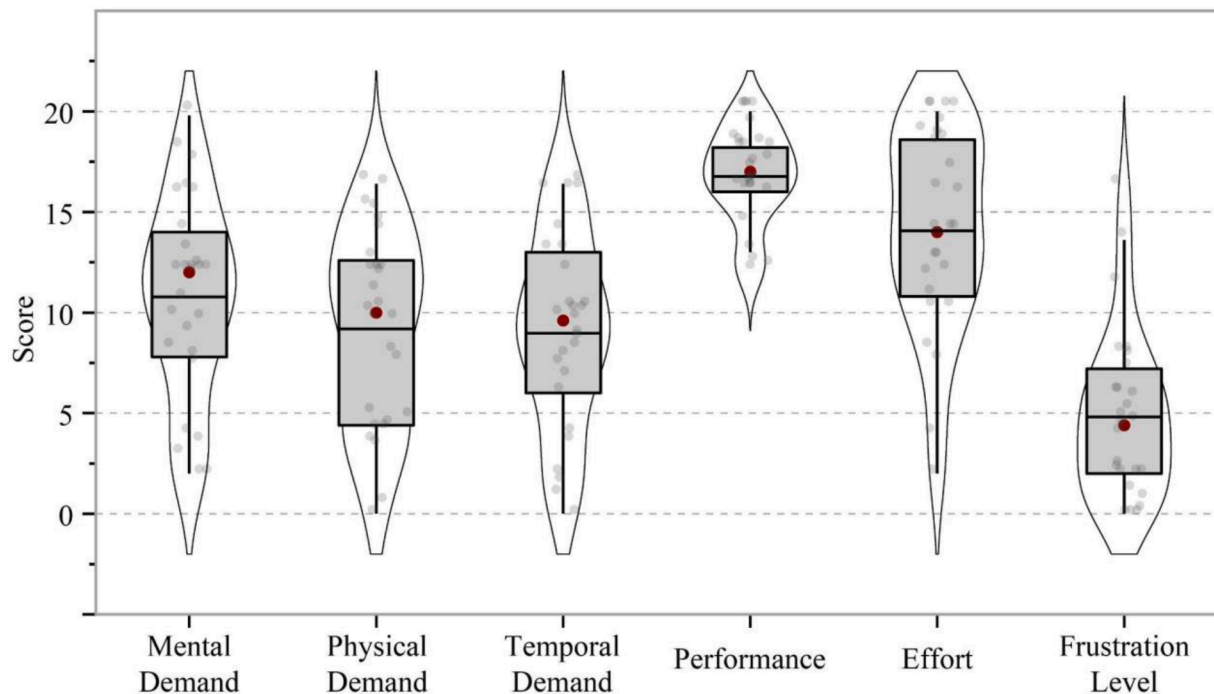 Score
20
15
10
5
0
Mental
Demand
Physical
Demand
Temporal
Demand
Performance
Effort
Frustration
Level